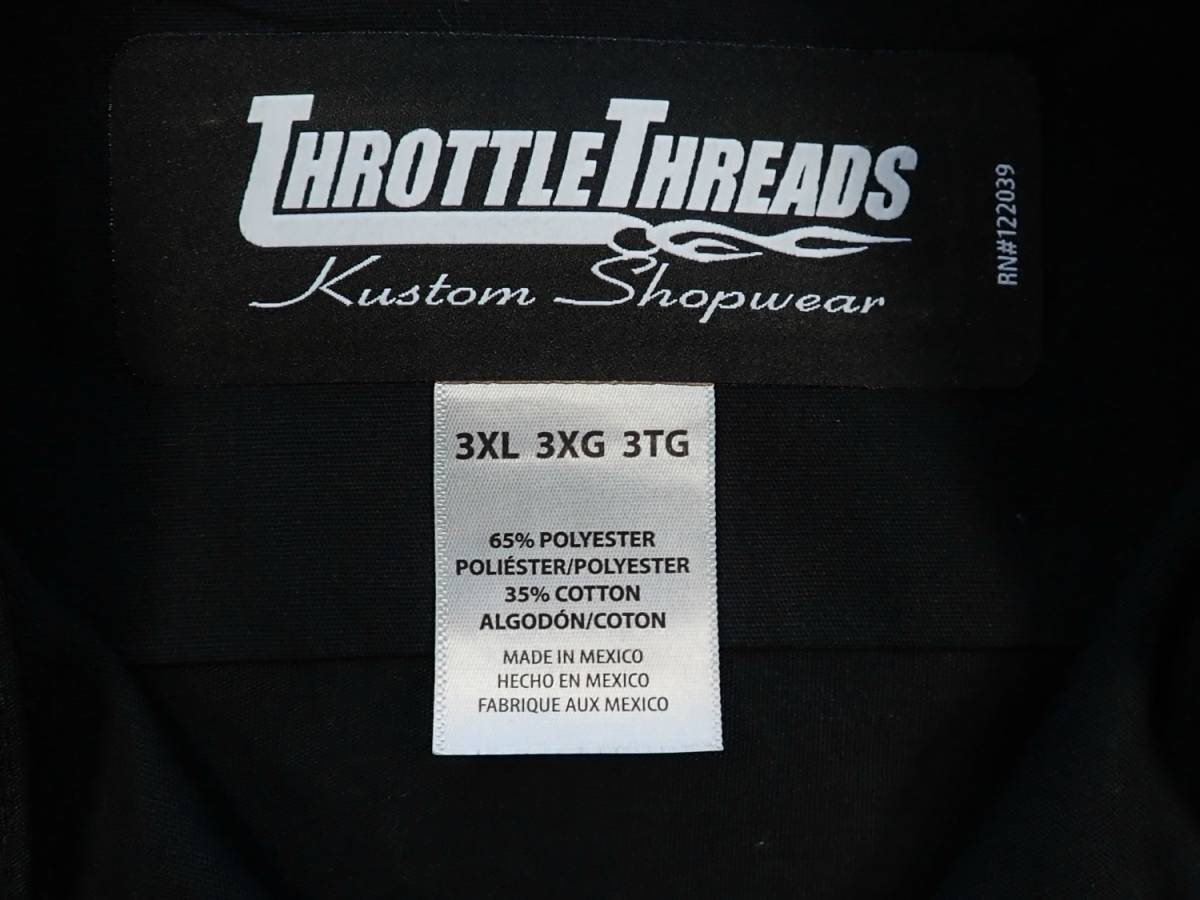 THROTTLETHREADS
Kustom Shopwear
RN#122039
3XL 3XG 3TG
65% POLYESTER
POLIÉSTER/POLYESTER
35% COTTON
ALGODÓN/COTON
MADE IN MEXICO
HECHO EN MEXICO
FABRIQUE AUX MEXICO